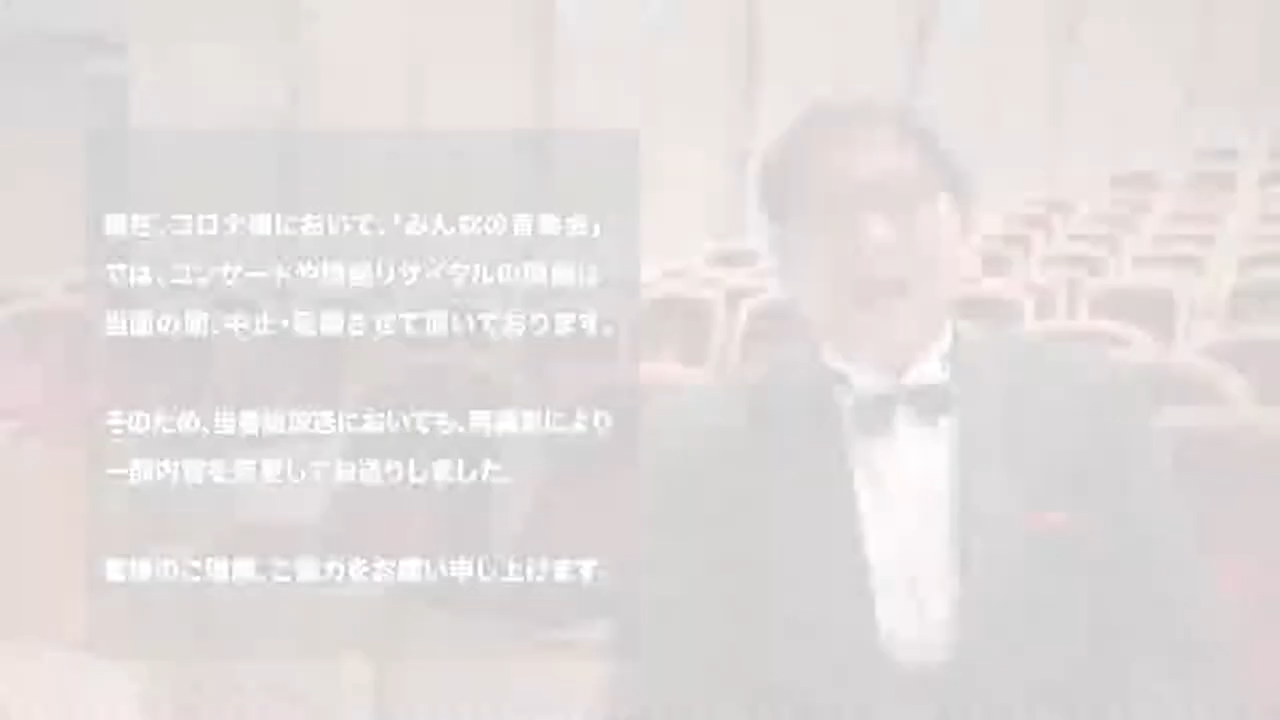 現在、コロナ禍において、「みんなの音楽会」
では、コンサートや リサイタルの開催は
当面の間、中止・延期させて頂いております。
そのため、当番組放送においても、再編集により
一部内容を変更してお送りしました。
皆様のご理解、ご協力をお願い申し上げます。